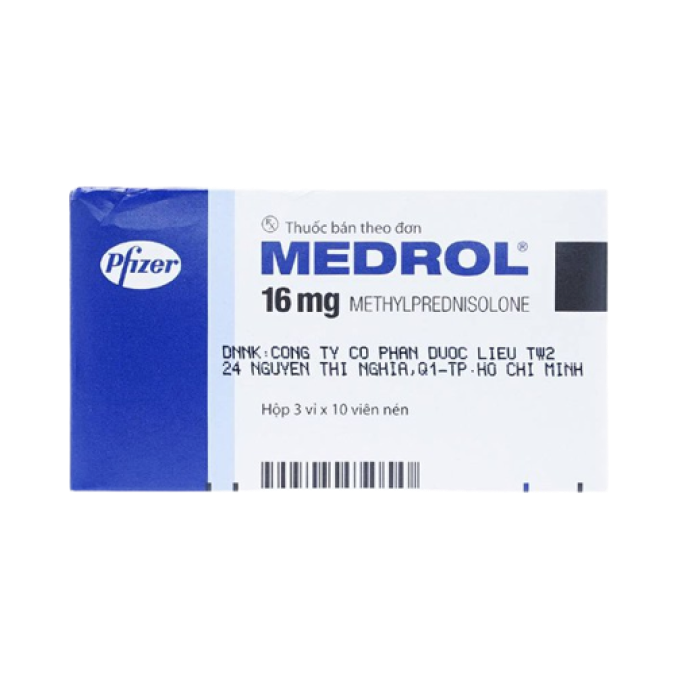 Pfizer
Rx Thuốc bán theo đơn
MEDROL®
16 mg METHYLPREDNISOLONE
DNNK:CONG TY CO PHAN DUOC LIEU TW2
24 NGUYEN THI NGHIA,Q1-TP.HO CHI MINH
Hộp 3 vỉ x 10 viên nén